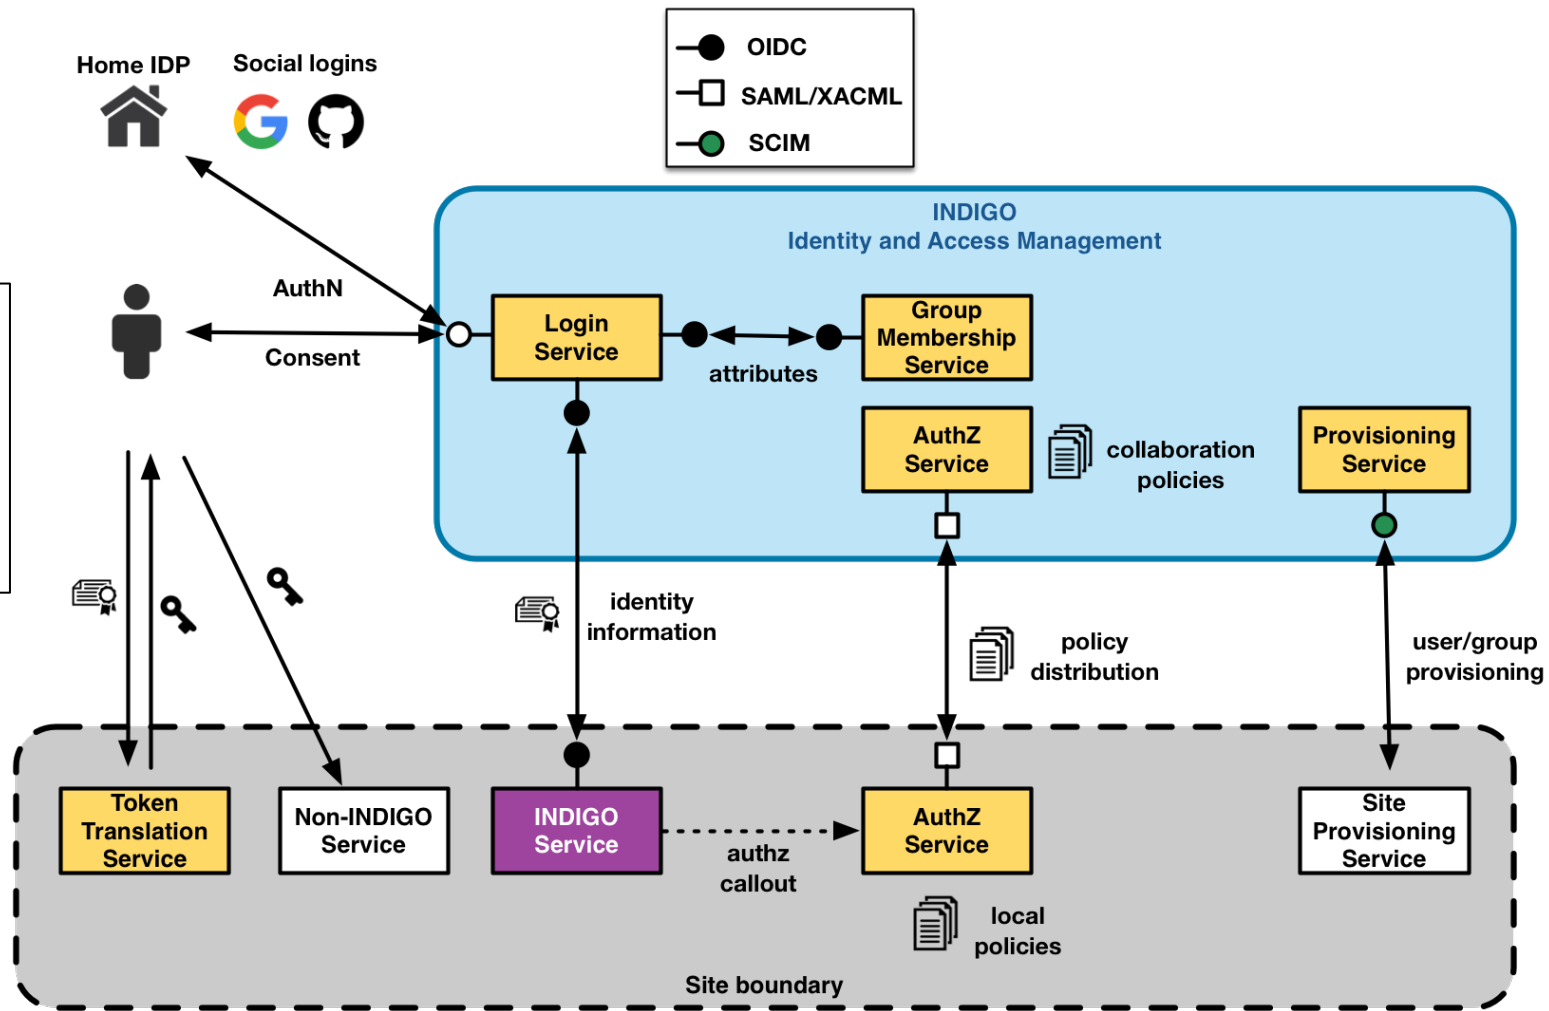 Home IDP
Social logins
OIDC
SAML/XACML
SCIM
INDIGO
Identity and Access Management
AuthN
Consent
Login
Service
attributes
Group
Membership
Service
AuthZ
Service
collaboration
policies
Provisioning
Service
identity
information
policy
distribution
user/group
provisioning
Token
Translation
Service
Non-INDIGO
Service
INDIGO
Service
authz
callout
AuthZ
Service
Site
Provisioning
Service
local
policies
Site boundary